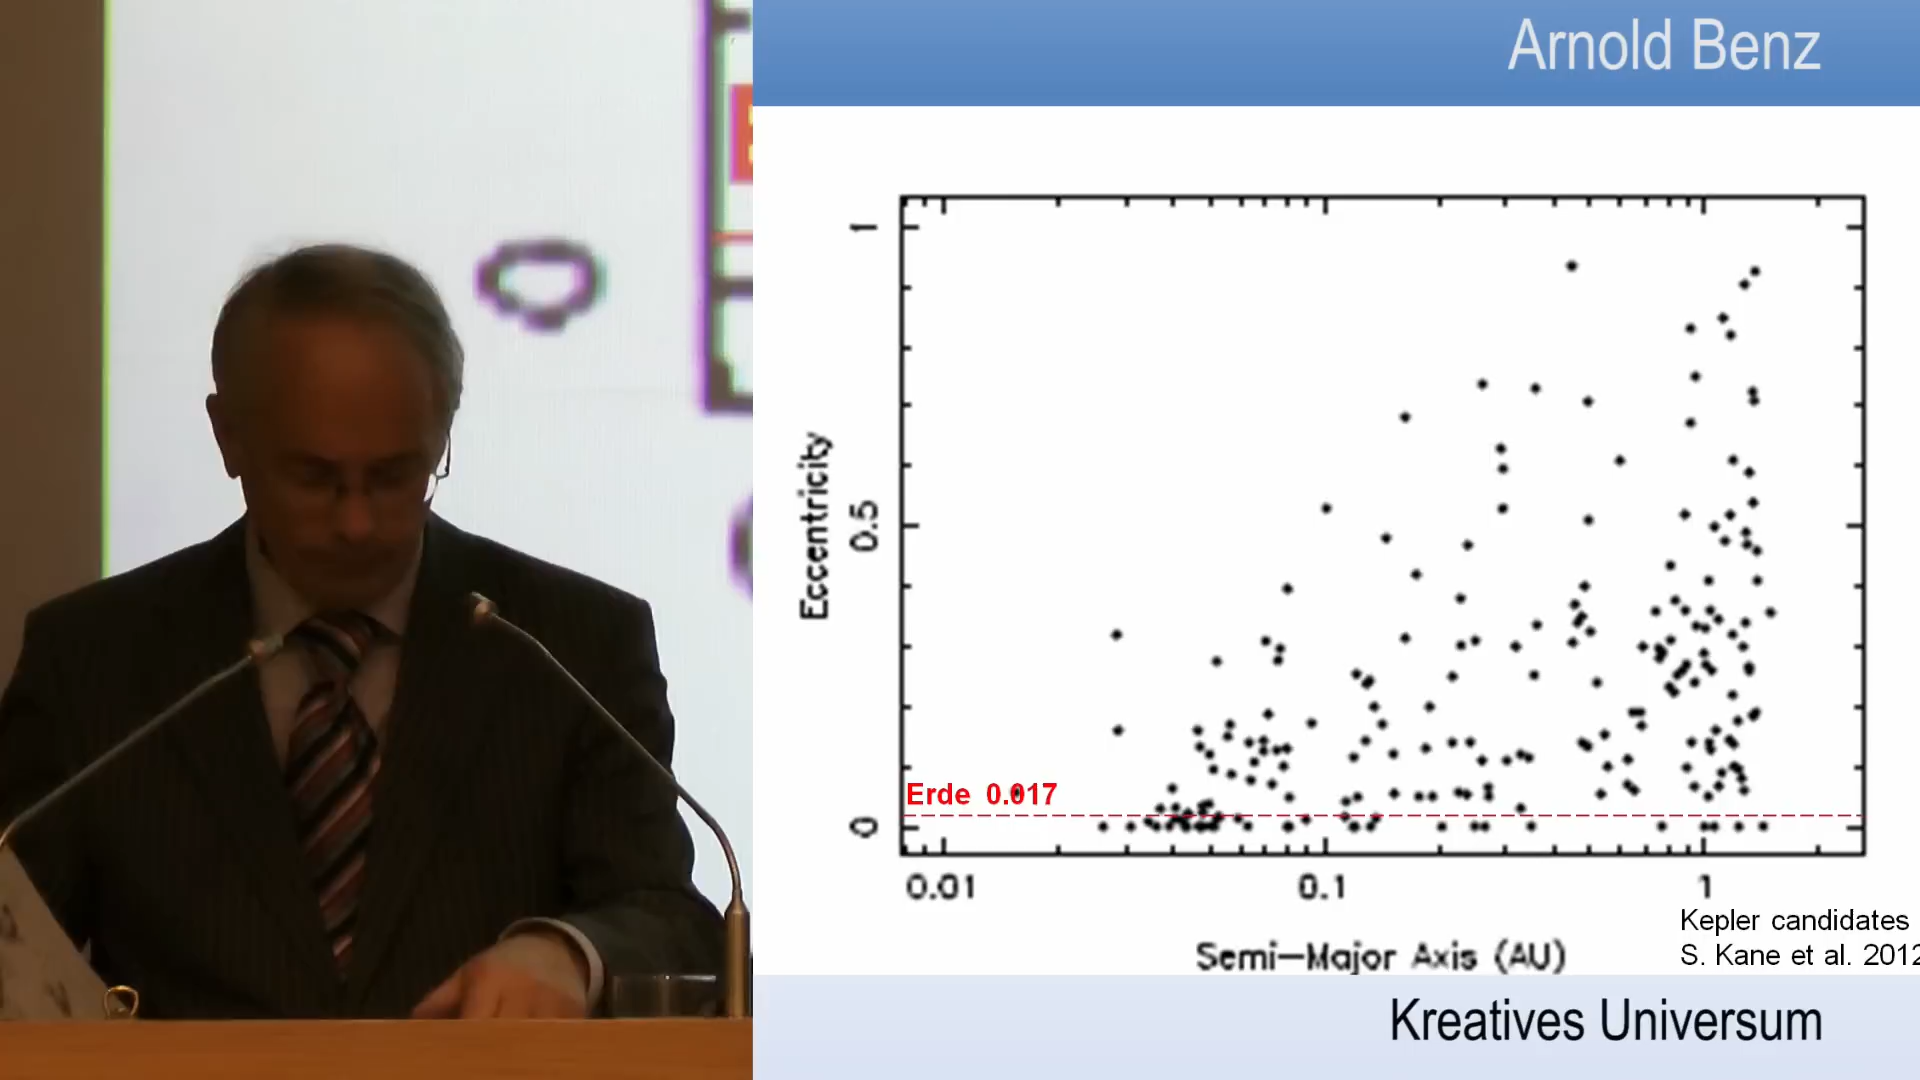 Arnold Benz
1
0.5
0
Eccentricity
Erde 0.017
0.01
0.1
1
Semi-Major Axis (AU)
Kepler candidates
S. Kane et al. 2012
Kreatives Universum